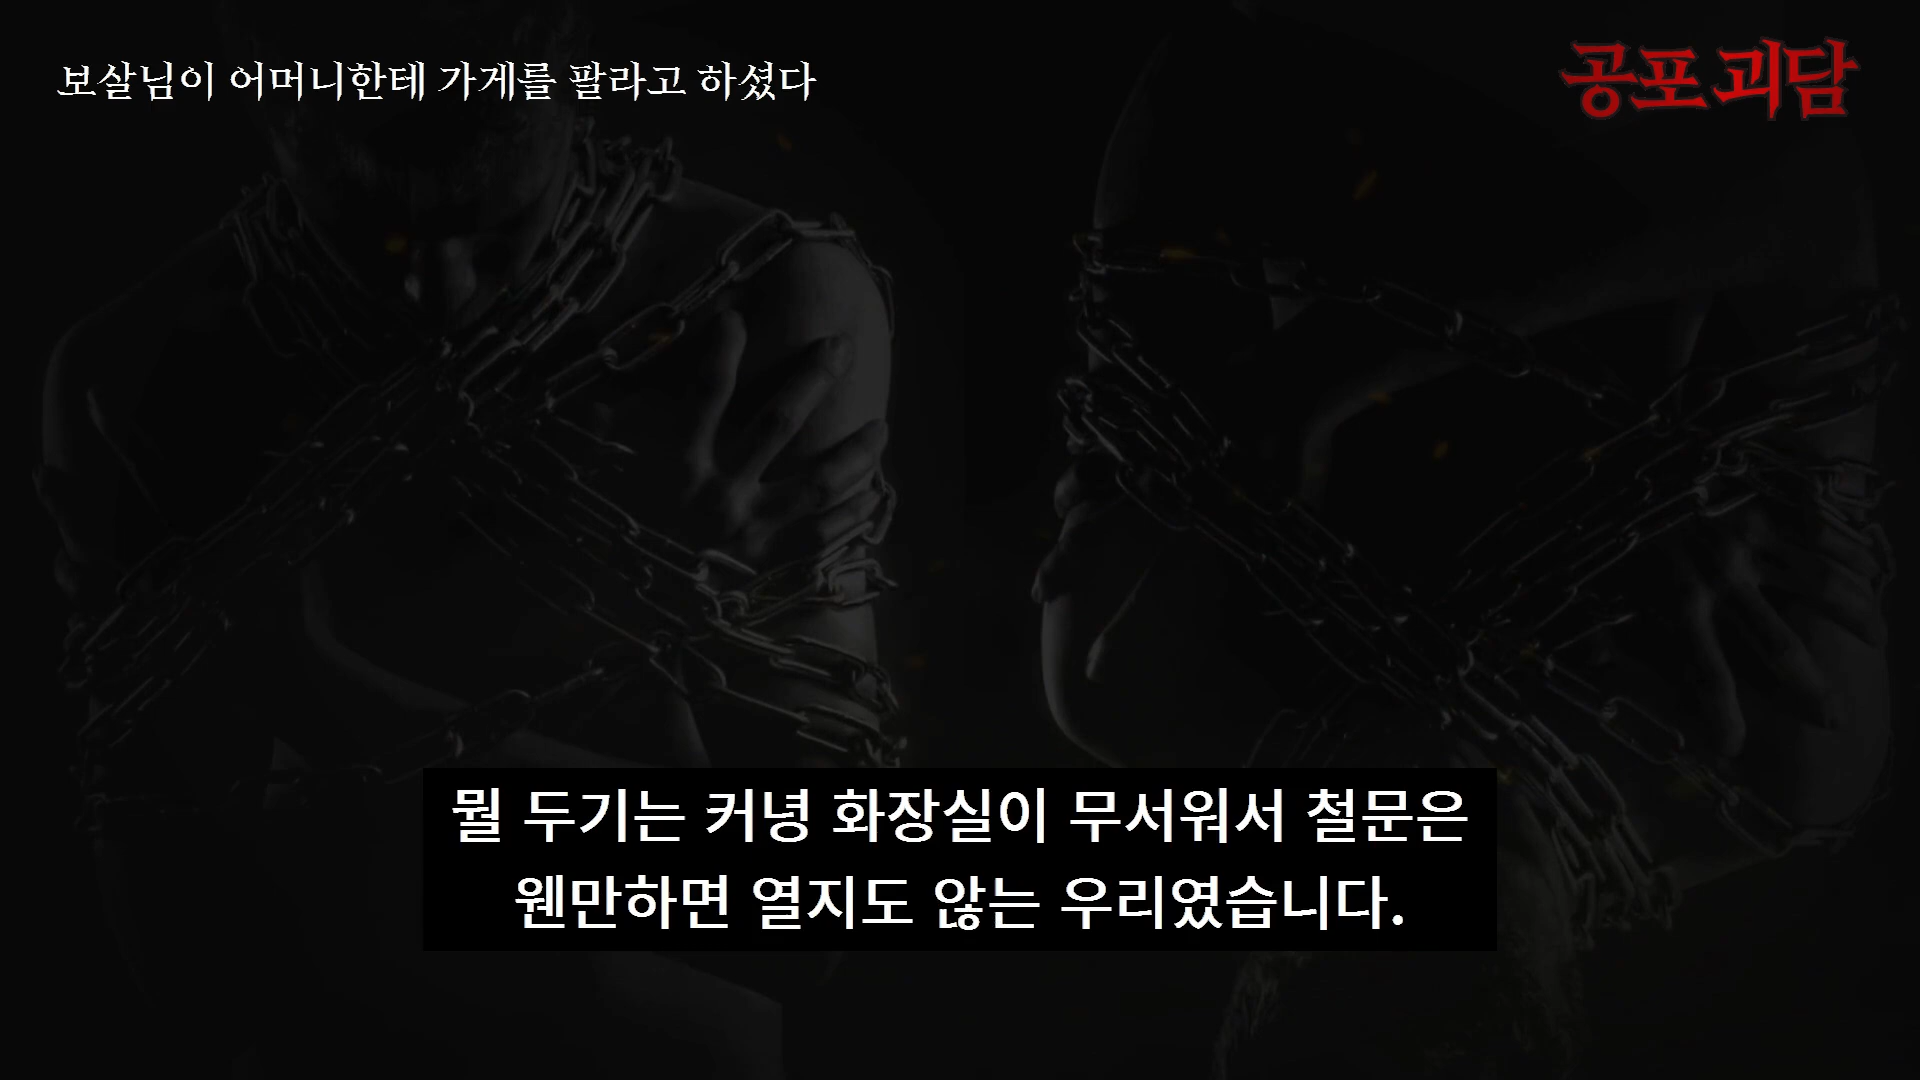 보살님이 어머니한테 가게를 팔라고 하셨다
공포괴담
뭘 두기는 커녕 화장실이 무서워서 철문은
웬만하면 열지도 않는 우리였습니다.